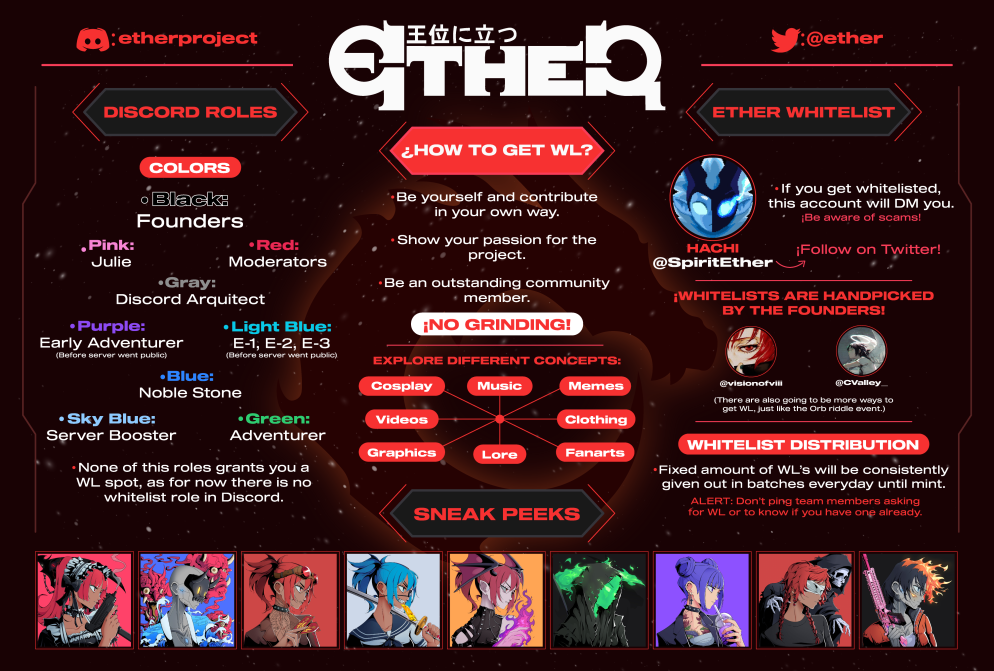 :etherproject
王位に立つ
ETHER
:@ether
DISCORD ROLES
COLORS
•Black:
Founders
•Pink:
Julie
•Red:
Moderators
•Gray:
Discord Arquitect
•Purple:
Early Adventurer
(Before server went public)
•Light Blue:
E-1, E-2, E-3
(Before server went public)
•Blue:
Noble Stone
•Sky Blue:
Server Booster
•Green:
Adventurer
•None of this roles grants you a
WL spot, as for now there is no
whitelist role in Discord.
¿HOW TO GET WL?
•Be yourself and contribute
in your own way.
•Show your passion for the
project.
•Be an outstanding community
member.
¡NO GRINDING!
EXPLORE DIFFERENT CONCEPTS:
Cosplay
Music
Memes
Videos
Clothing
Graphics
Lore
Fanarts
ETHER WHITELIST
•If you get whitelisted,
this account will DM you.
¡Be aware of scams!
HACHI
@SpiritEther
¡Follow on Twitter!
¡WHITELISTS ARE HANDPICKED
BY THE FOUNDERS!
@visionofviii
@CValley_
(There are also going to be more ways to
get WL, just like the Orb riddle event.)
WHITELIST DISTRIBUTION
•Fixed amount of WL's will be consistently
given out in batches everyday until mint.
ALERT: Don't ping team members asking
for WL or to know if you have one already.
SNEAK PEEKS